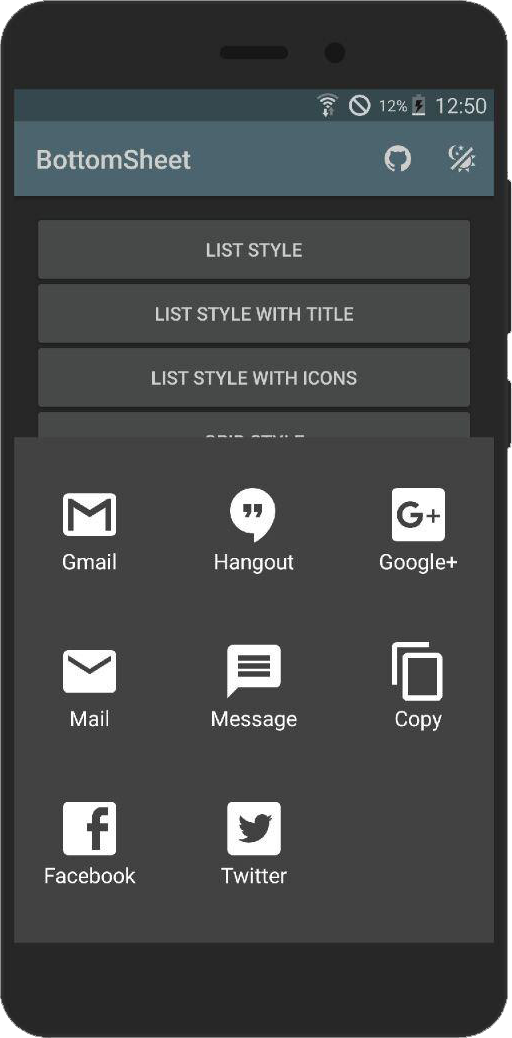 12% 12:50
BottomSheet
LIST STYLE
LIST STYLE WITH TITLE
LIST STYLE WITH ICONS
Gmail Hangout Google+
Mail Message Copy
Facebook Twitter